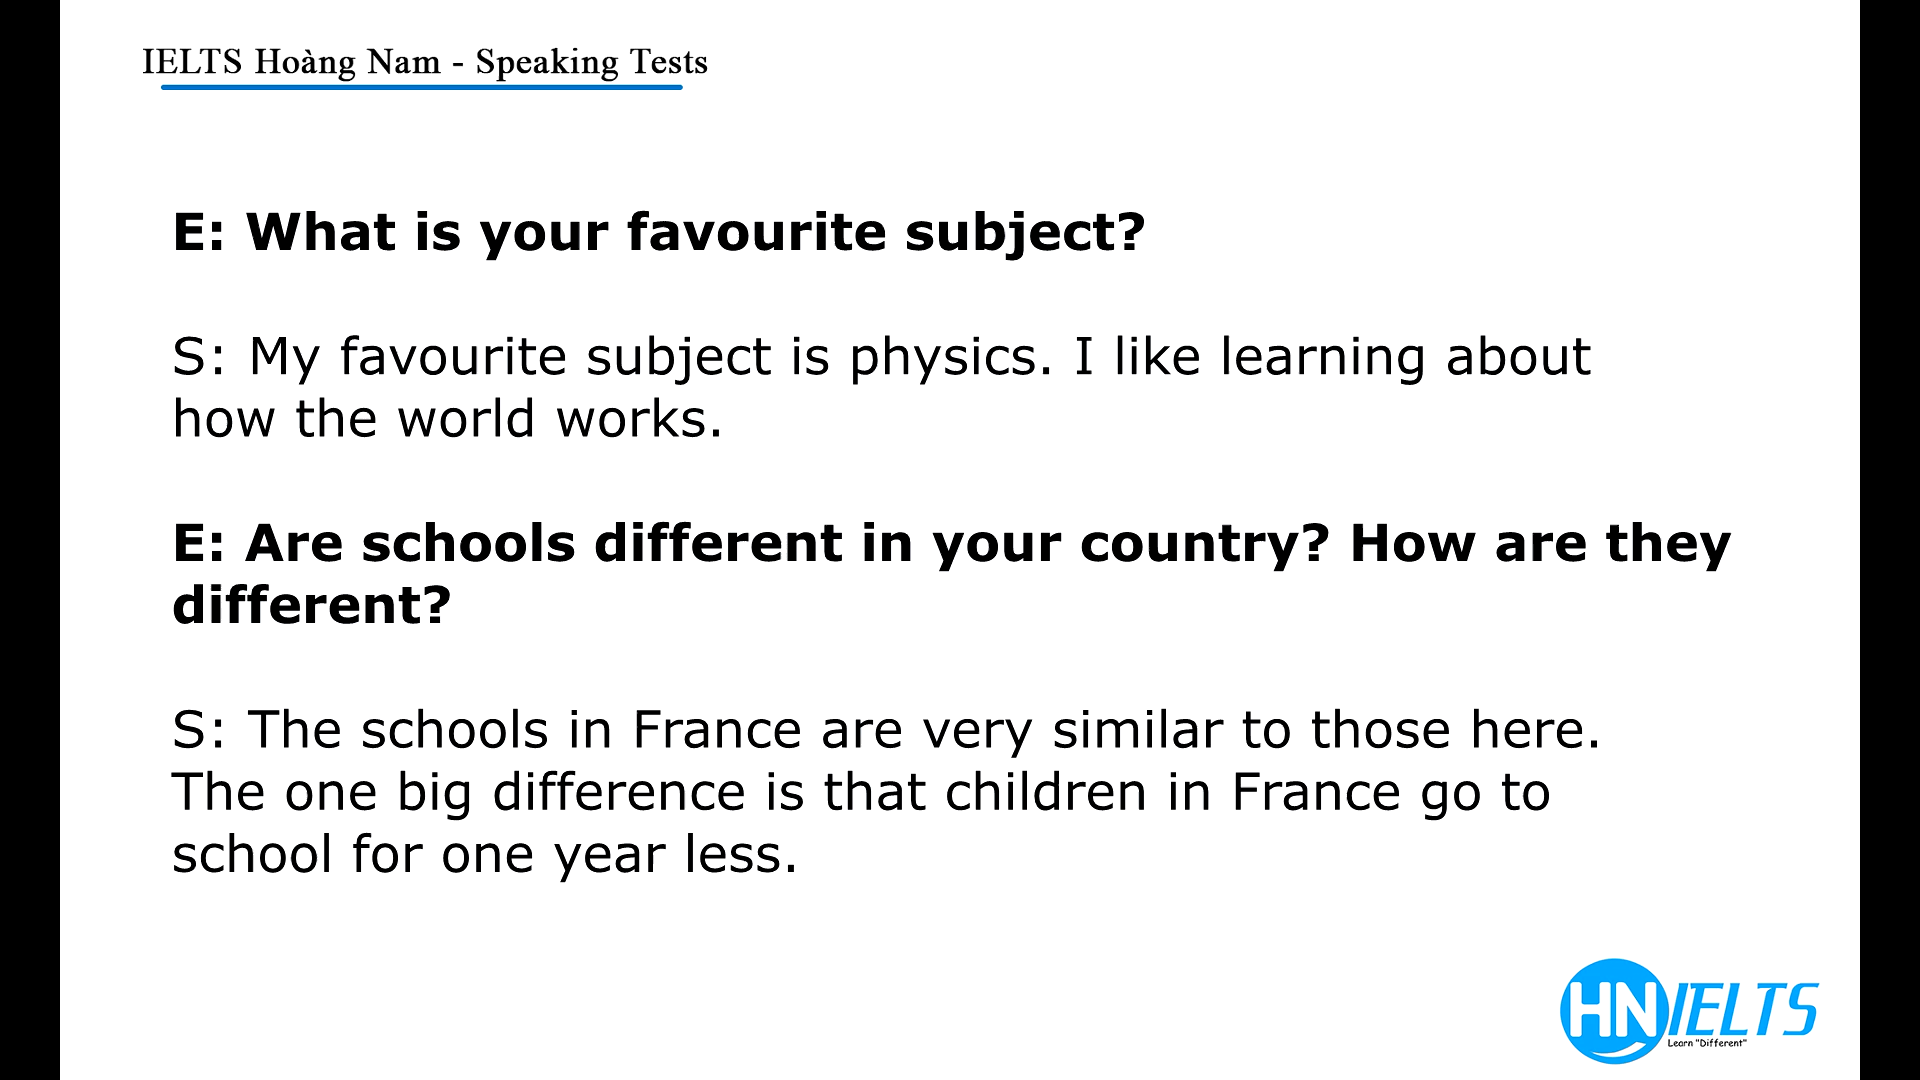 IELTS Hoàng Nam - Speaking Tests
E: What is your favourite subject?
S: My favourite subject is physics. I like learning about
how the world works.
E: Are schools different in your country? How are they
different?
S: The schools in France are very similar to those here.
The one big difference is that children in France go to
school for one year less.
HNIELTS
Learn "Different"